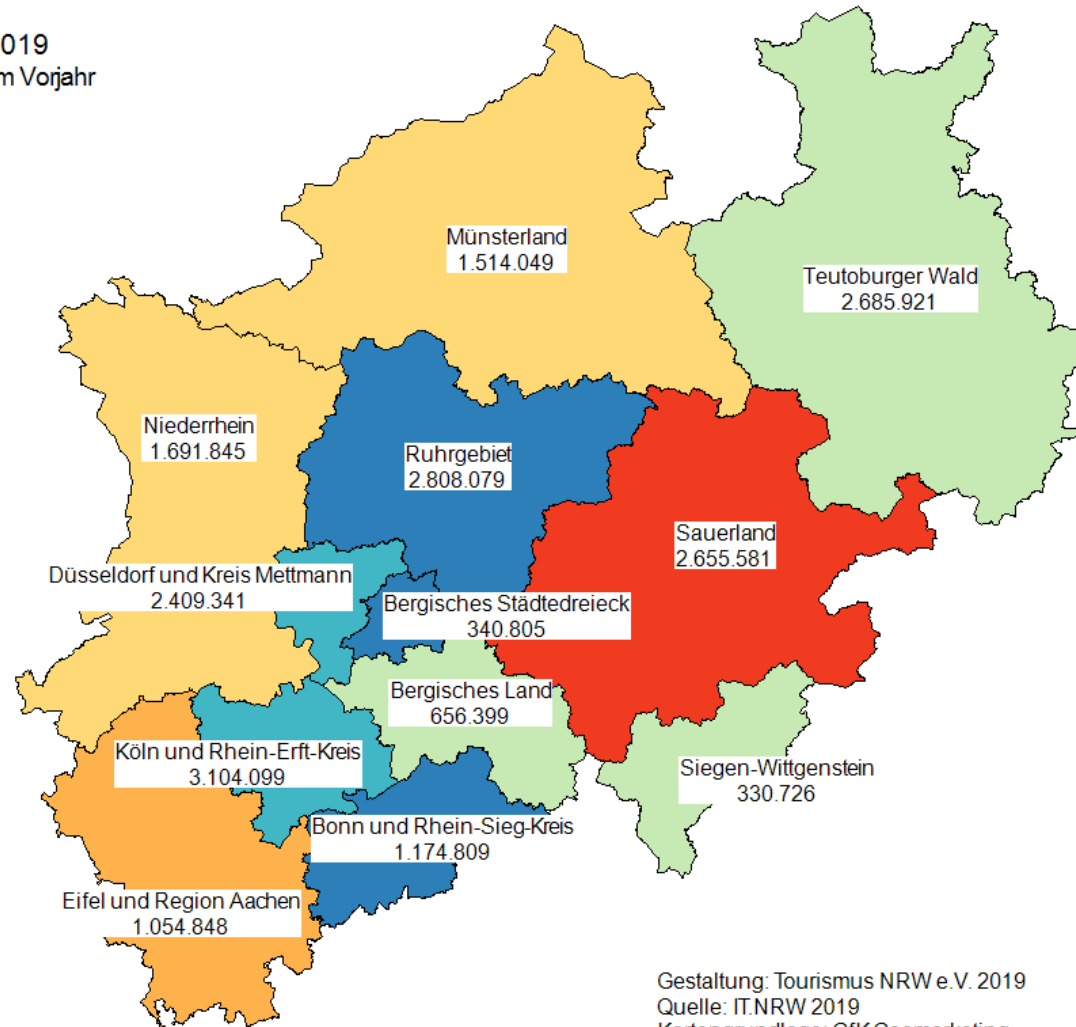 019
m Vorjahr
Münsterland
1.514.049
Teutoburger Wald
2.685.921
Niederrhein
1.691.845
Ruhrgebiet
2.808.079
Sauerland
2.655.581
Düsseldorf und Kreis Mettmann
2.409.341
Bergisches Städtedreieck
340.805
Bergisches Land
656.399
Köln und Rhein-Erft-Kreis
3.104.099
Siegen-Wittgenstein
330.726
Bonn und Rhein-Sieg-Kreis
1.174.809
Eifel und Region Aachen
1.054.848
Gestaltung: Tourismus NRW e.V. 2019
Quelle: IT.NRW 2019
Kartengrundlage: GfK Geomarketing